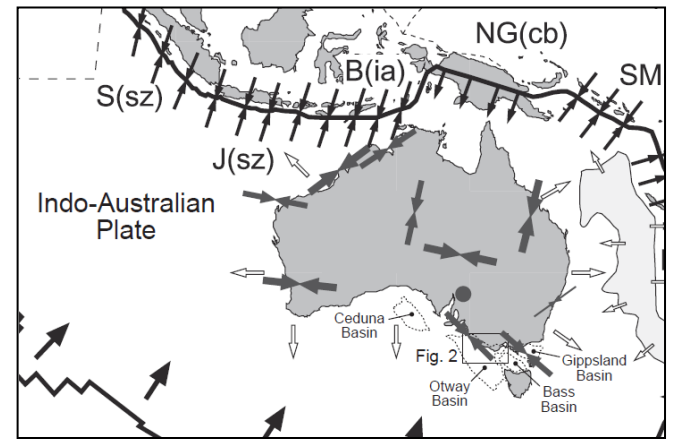 NG(cb)
B(ia)
SM
S(sz)
J(sz)
Indo-Australian
Plate
Ceduna
Basin
Fig. 2
Otway
Basin
Bass
Basin
Gippsland
Basin